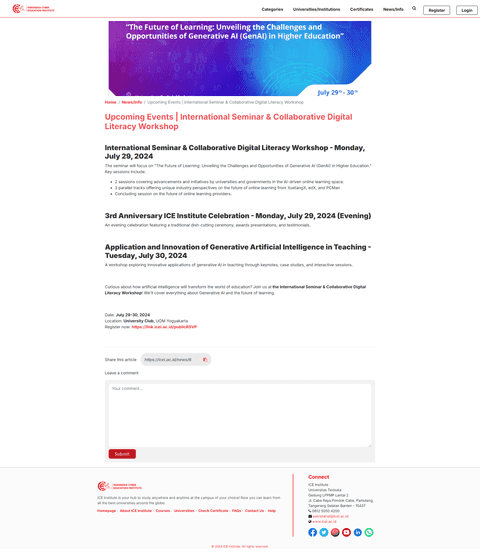 INDONESIA CYBER
EDUCATION INSTITUTE
Categories
Universities/Institutions
Certificates
News/Info
Register
Login
"The Future of Learning: Unveiling the Challenges and
Opportunities of Generative AI (GenAI) in Higher Education"
July 29th - 30th
Home / News/Info / Upcoming Events | International Seminar & Collaborative Digital Literacy Workshop
Upcoming Events | International Seminar & Collaborative Digital
Literacy Workshop
International Seminar & Collaborative Digital Literacy Workshop - Monday,
July 29, 2024
The seminar will focus on "The Future of Learning: Unveiling the Challenges and Opportunities of Generative AI (GenAI) in Higher Education."
Key sessions include:
• 2 sessions covering advancements and initiatives by universities and governments in the AI-driven online learning space.
• 3 parallel tracks offering unique industry perspectives on the future of online learning from XuetangX, edX, and PCMan
• Concluding session on the future of online learning providers.
3rd Anniversary ICE Institute Celebration - Monday, July 29, 2024 (Evening)
An evening celebration featuring a traditional dish cutting ceremony, awards presentations, and testimonials.
Application and Innovation of Generative Artificial Intelligence in Teaching -
Tuesday, July 30, 2024
A workshop exploring innovative applications of generative AI in teaching through keynotes, case studies, and interactive sessions.
Curious about how artificial intelligence will transform the world of education? Join us at the International Seminar & Collaborative Digital
Literacy Workshop! We'll cover everything about Generative AI and the future of learning.
Date: July 29-30, 2024
Location: University Club, UGM Yogyakarta
Register now: https://link.icei.ac.id/publicRSVP
Share this article
https://icei.ac.id/news/6
Leave a comment
Your comment...
Submit
INDONESIA CYBER
EDUCATION INSTITUTE
ICE Institute is your hub to study anywhere and anytime at the campus of your choice! Now you can learn from
all the best universities around the globe.
Homepage - About ICE Institute - Courses - Universities - Check Certificate - FAQs - Contact Us - Help
Connect
ICE Institute
Universitas Terbuka
Gedung LPPMP Lantai 2
Jl. Cabe Raya Pondok Cabe, Pamulang,
Tangerang Selatan Banten - 15437
sekretariat@icei.ac.id
www.icei.ac.id
© 2024 ICE Institute. All rights reserved.